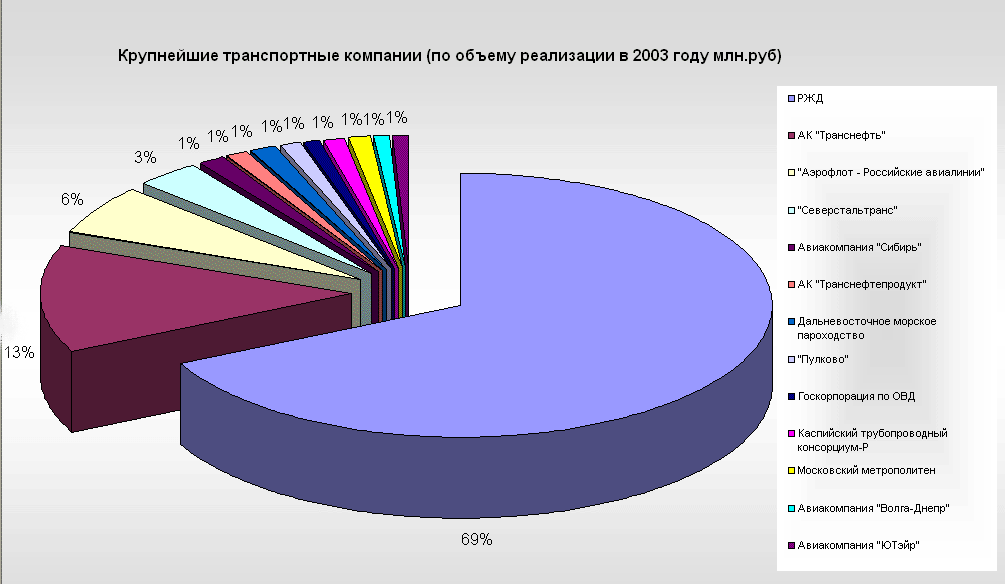 Крупнейшие транспортные компании (по объему реализации в 2003 году млн.руб)
69%
13%
6%
3%
1%
1%
1%
1%
1%
1%
1%
1%
1%
РЖД
АК "Транснефть"
"Аэрофлот - Российские авиалинии"
"Северстальтранс"
Авиакомпания "Сибирь"
АК "Транснефтепродукт"
Дальневосточное морское
пароходство
"Пулково"
Госкорпорация по ОВД
Каспийский трубопроводный
консорциум-Р
Московский метрополитен
Авиакомпания "Волга-Днепр"
Авиакомпания "ЮТэйр"